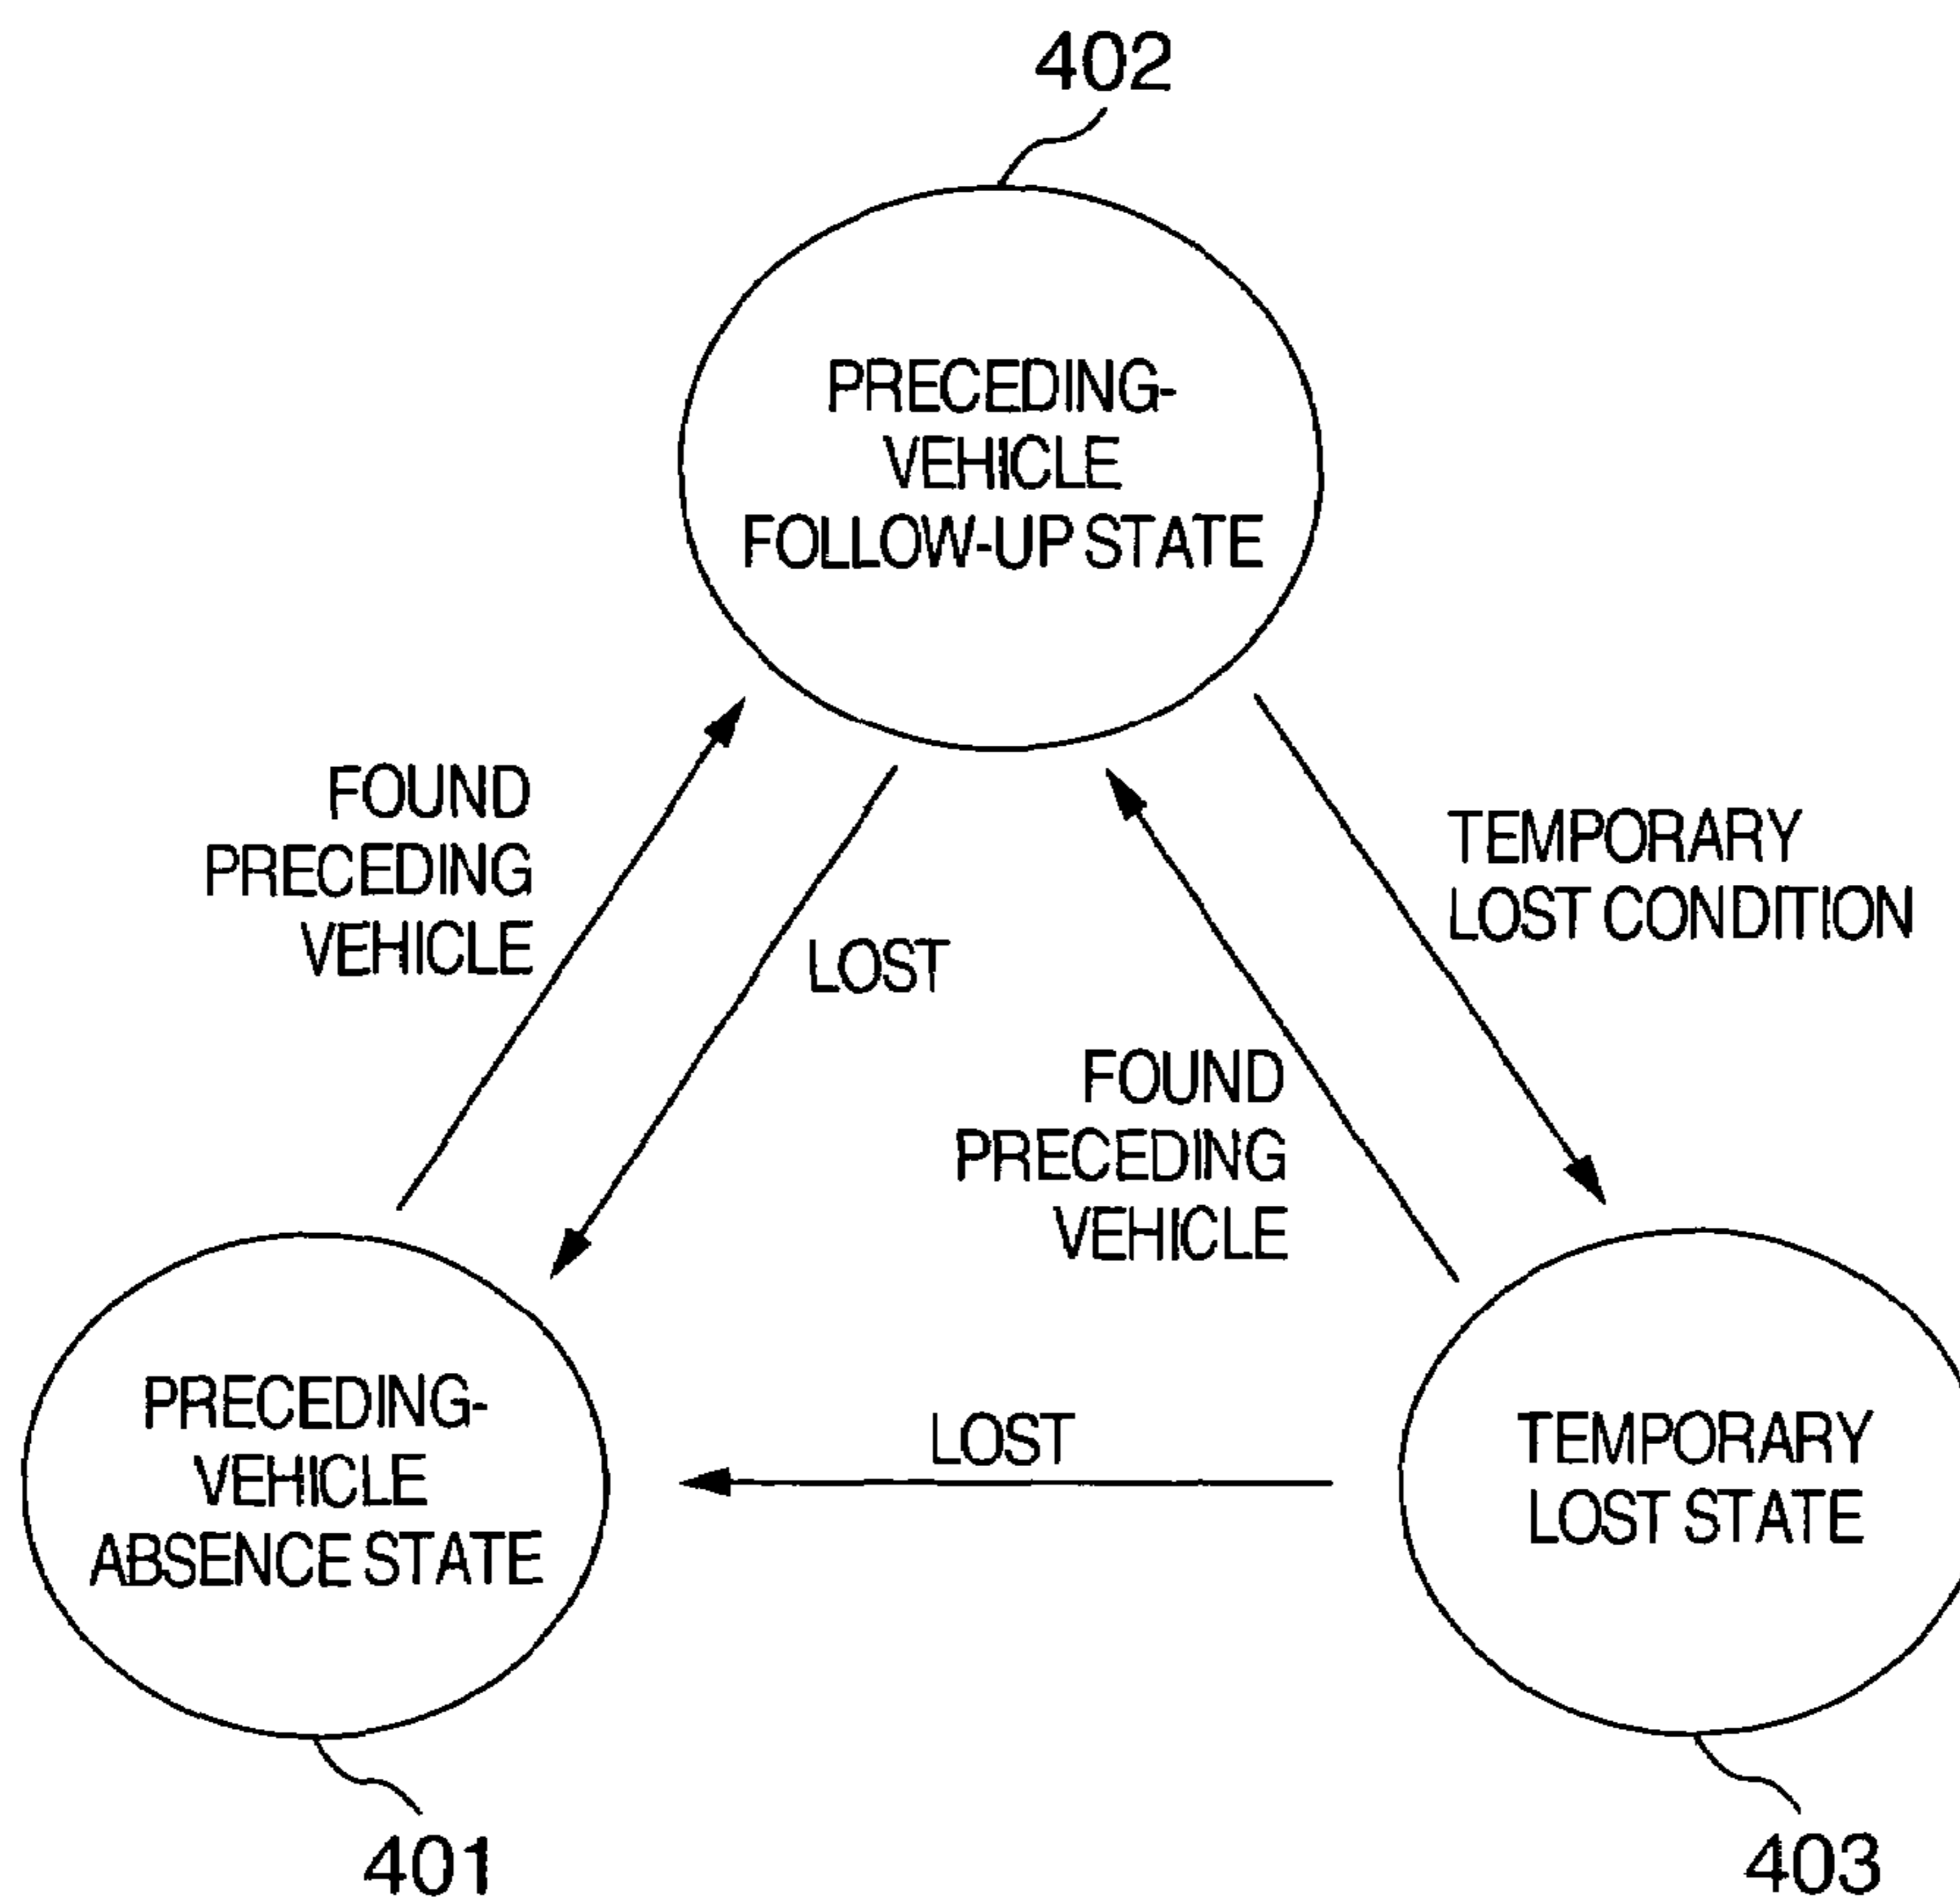 402
PRECEDING-
VEHICLE
FOLLOW-UP STATE
FOUND
PRECEDING
VEHICLE
LOST
TEMPORARY
LOST CONDITION
FOUND
PRECEDING
VEHICLE
PRECEDING-
VEHICLE
ABSENCE STATE
LOST
TEMPORARY
LOST STATE
401
403